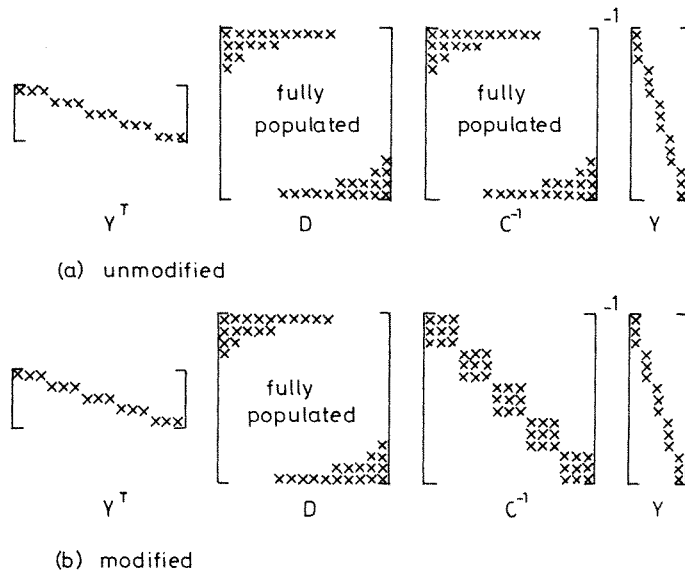 -1
fully fully
populated populated
Y^T D C^-1 Y
(a) unmodified
-1
fully
populated
Y^T D C^-1 Y
(b) modified